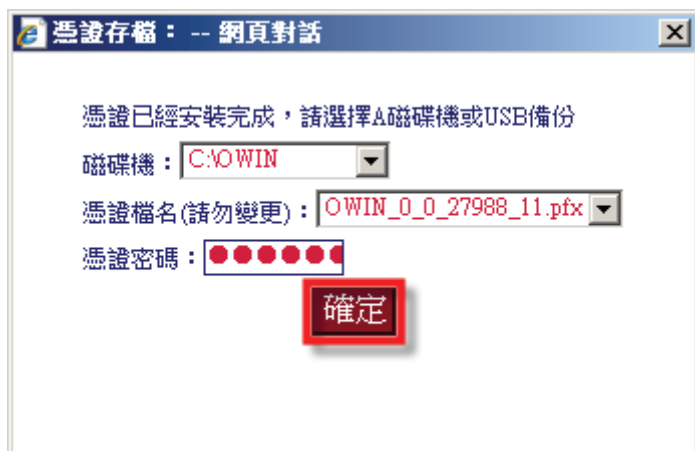 憑證存檔： -- 網頁對話
憑證已經安裝完成，請選擇A磁碟機或USB備份
磁碟機：C:\OWIN
憑證檔名(請勿變更)：OWIN_0_0_27988_11.pfx
憑證密碼：●●●●●●
確定